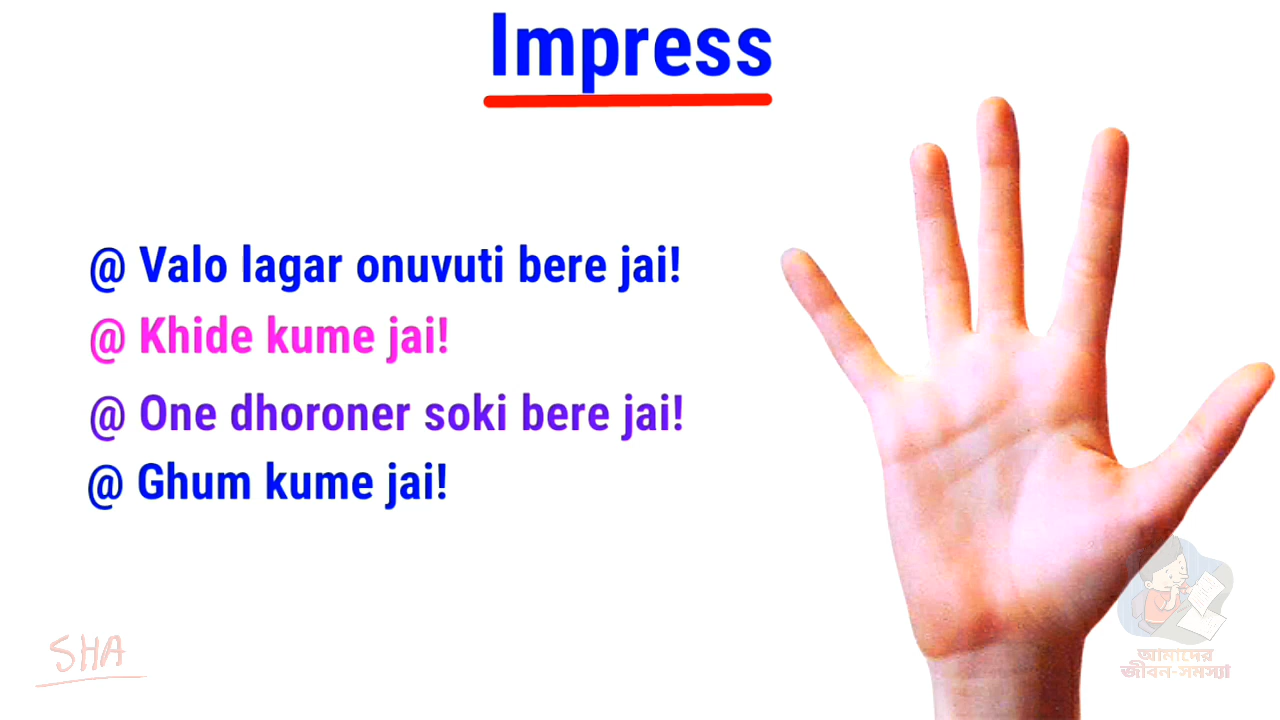 Impress
@ Valo lagar onuvuti bere jai!
@ Khide kume jai!
@ One dhoroner soki bere jai!
@ Ghum kume jai!
SHA
আমাদের
জীবন-সমস্যা